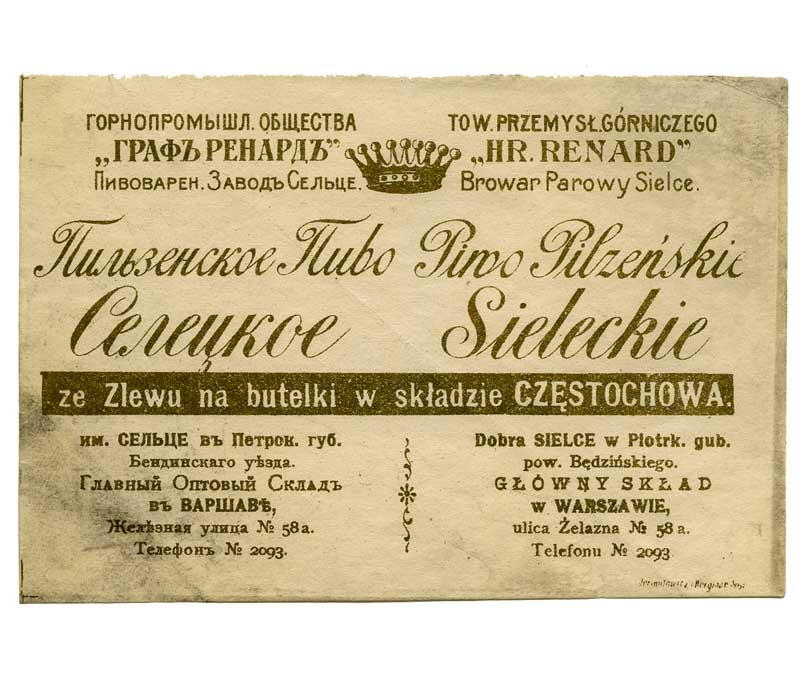 ГОРНОПРОМЫШЛ. ОБЩЕСТВА
„ГРАФЪ РЕНАРДЪ"
ПИВОВАРЕН. ЗАВОДЪ СЕЛЬЦЕ.
TOW. PRZEMYSŁ. GÓRNICZEGO
„HR. RENARD"
Browar Parowy Sielce.
Пильзенское Пиво
Piwo Pilzeńskie
Селецкое
Sieleckie
ze Zlewu na butelki w składzie CZĘSTOCHOWA.
им. СЕЛЬЦЕ въ Петрок. губ.
Бендинскаго уѣзда.
Главный Оптовый Складъ
въ ВАРШАВѢ,
Желѣзная улица № 58 а.
Телефонъ № 2093.
Dobra SIELCE w Piotrk. gub.
pow. Będzińskiego.
GŁÓWNY SKŁAD
w WARSZAWIE,
ulica Żelazna № 58 a.
Telefonu № 2093